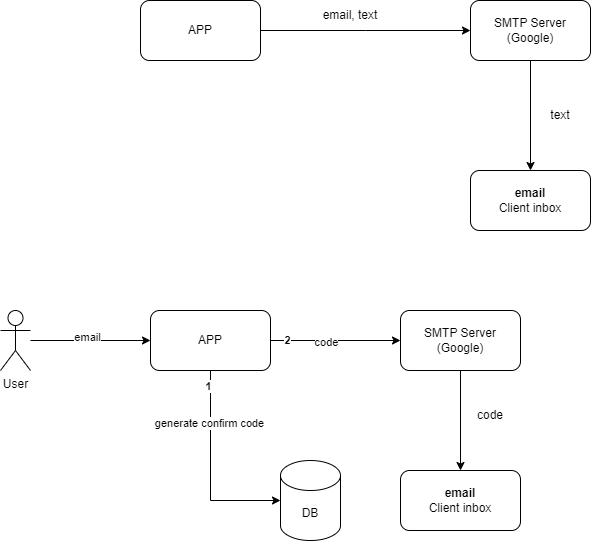 APP
email, text
SMTP Server
(Google)
text
email
Client inbox
User
email
APP
2
code
SMTP Server
(Google)
1
generate confirm code
DB
code
email
Client inbox